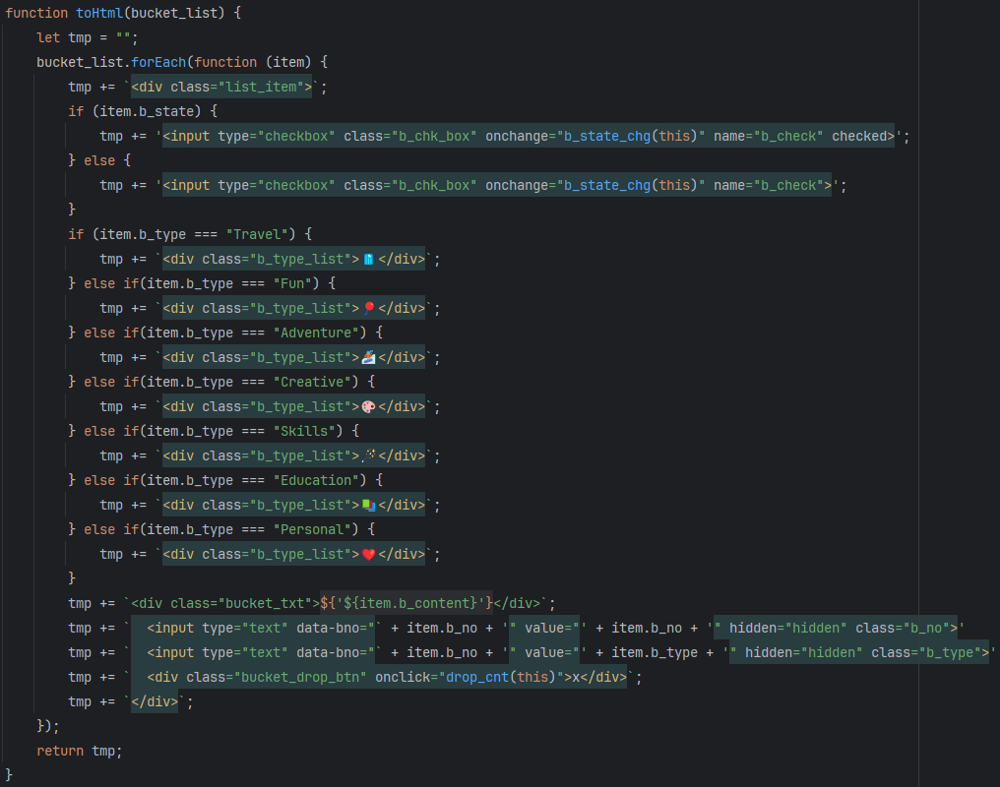 function toHtml(bucket_list) {
    let tmp = "";
    bucket_list.forEach(function (item) {
        tmp += `<div class="list_item">`;
        if (item.b_state) {
            tmp += '<input type="checkbox" class="b_chk_box" onchange="b_state_chg(this)" name="b_check" checked>';
        } else {
            tmp += '<input type="checkbox" class="b_chk_box" onchange="b_state_chg(this)" name="b_check">';
        }
        if (item.b_type === "Travel") {
            tmp += `<div class="b_type_list">🧳</div>`;
        } else if(item.b_type === "Fun") {
            tmp += `<div class="b_type_list">🎈</div>`;
        } else if(item.b_type === "Adventure") {
            tmp += `<div class="b_type_list">🏄</div>`;
        } else if(item.b_type === "Creative") {
            tmp += `<div class="b_type_list">🎨</div>`;
        } else if(item.b_type === "Skills") {
            tmp += `<div class="b_type_list">🪄</div>`;
        } else if(item.b_type === "Education") {
            tmp += `<div class="b_type_list">📚</div>`;
        } else if(item.b_type === "Personal") {
            tmp += `<div class="b_type_list">❤️</div>`;
        }
        tmp += `<div class="bucket_txt">${'${item.b_content}'}</div>`;
        tmp += `  <input type="text" data-bno="` + item.b_no + '" value="' + item.b_no + '" hidden="hidden" class="b_no">'
        tmp += `  <input type="text" data-bno="` + item.b_no + '" value="' + item.b_type + '" hidden="hidden" class="b_type">'
        tmp += `  <div class="bucket_drop_btn" onclick="drop_cnt(this)">x</div>`;
        tmp += `</div>`;
    });
    return tmp;
}